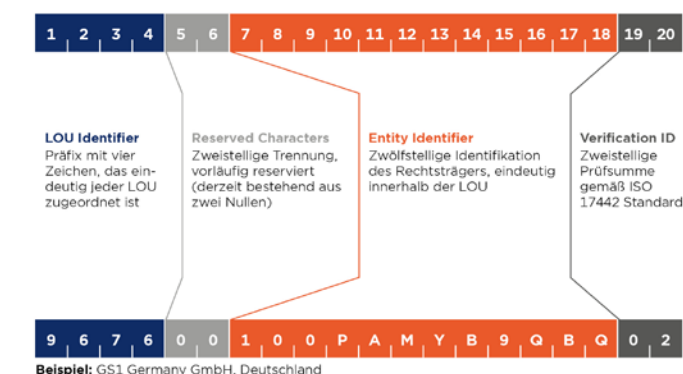 1 2 3 4 5 6 7 8 9 10 11 12 13 14 15 16 17 18 19 20
LOU Identifier
Präfix mit vier
Zeichen, das ein-
deutig jeder LOU
zugeordnet ist
Reserved Characters
Zweistellige Trennung,
vorläufig reserviert
(derzeit bestehend aus
zwei Nullen)
Entity Identifier
Zwölfstellige Identifikation
des Rechtsträgers, eindeutig
innerhalb der LOU
Verification ID
Zweistellige
Prüfsumme
gemäß ISO
17442 Standard
9 6 7 6 0 0 1 0 0 P A M Y B 9 Q B Q 0 2
Beispiel: GS1 Germany GmbH, Deutschland